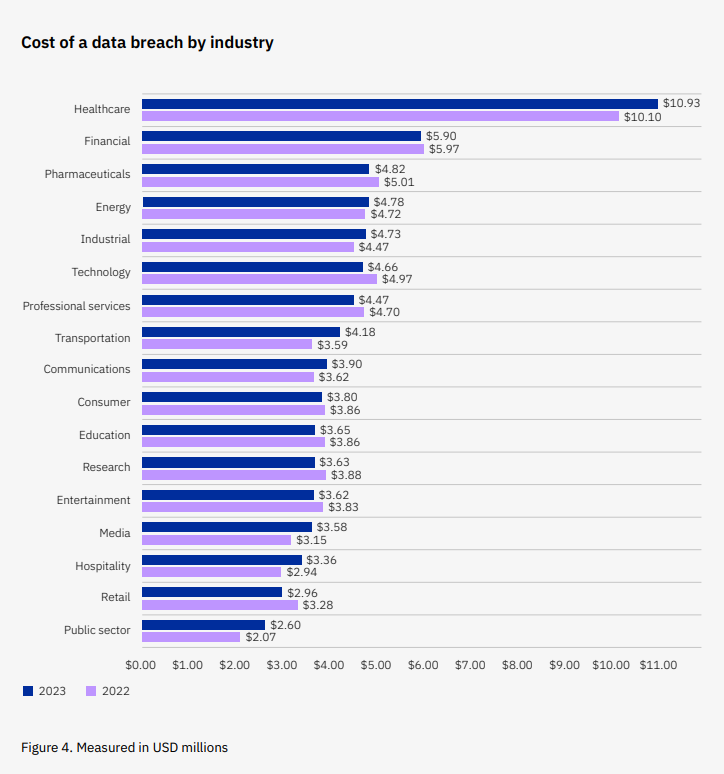 Cost of a data breach by industry
Healthcare
$10.93
$10.10
Financial
$5.90
$5.97
Pharmaceuticals
$4.82
$5.01
Energy
$4.78
$4.72
Industrial
$4.73
$4.47
Technology
$4.66
$4.97
Professional services
$4.47
$4.70
Transportation
$4.18
$3.59
Communications
$3.90
$3.62
Consumer
$3.80
$3.86
Education
$3.65
$3.86
Research
$3.63
$3.88
Entertainment
$3.62
$3.83
Media
$3.58
$3.15
Hospitality
$3.36
$2.94
Retail
$2.96
$3.28
Public sector
$2.60
$2.07
$0.00 $1.00 $2.00 $3.00 $4.00 $5.00 $6.00 $7.00 $8.00 $9.00 $10.00 $11.00
2023 2022
Figure 4. Measured in USD millions